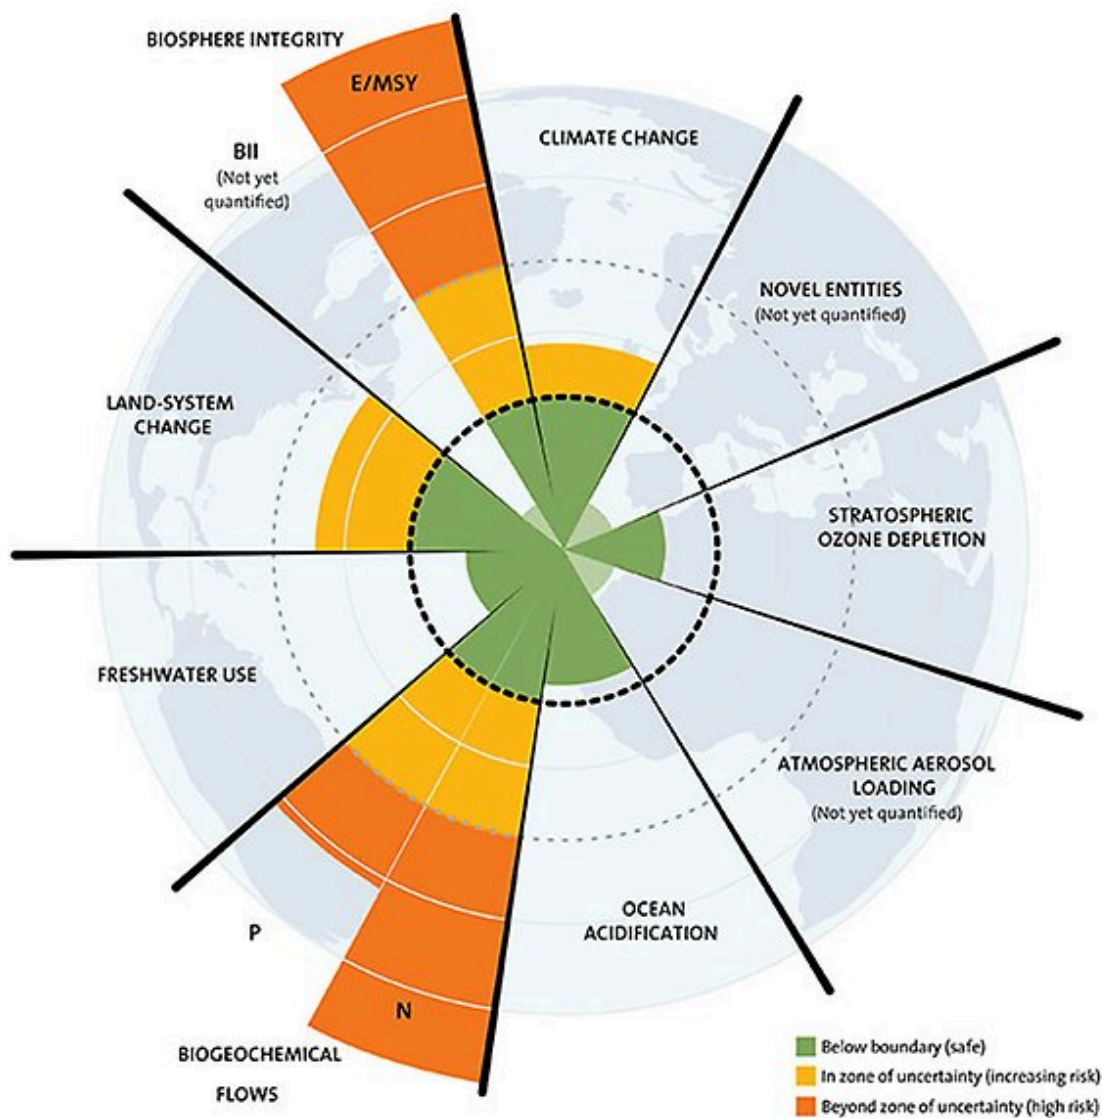 BIOSPHERE INTEGRITY
E/MSY
BII
(Not yet
quantified)
CLIMATE CHANGE
NOVEL ENTITIES
(Not yet quantified)
LAND-SYSTEM
CHANGE
STRATOSPHERIC
OZONE DEPLETION
FRESHWATER USE
ATMOSPHERIC AEROSOL
LOADING
(Not yet quantified)
OCEAN
ACIDIFICATION
P
N
BIOGEOCHEMICAL
FLOWS
Below boundary (safe)
In zone of uncertainty (increasing risk)
Beyond zone of uncertainty (high risk)